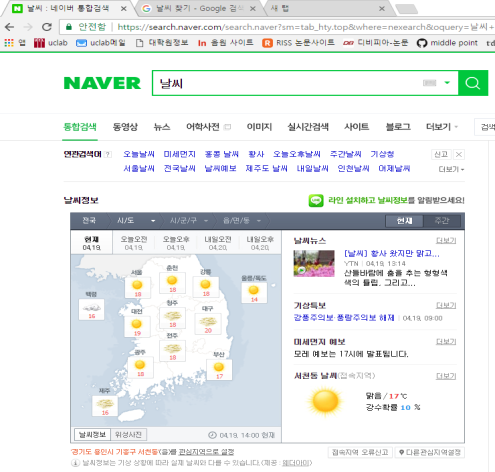 날씨 : 네이버 통합검색
날씨 찾기 - Google 검색
새 탭
안전함 | https://search.naver.com/search.naver?sm=tab_hty.top&where=nexearch&oquery=날씨+
앱 uclab uclab메일 대학원정보 In 음원 사이트 RISS 논문사이트 디비피아-논문 middle point
NAVER 날씨
통합검색 동영상 뉴스 어학사전 이미지 실시간검색 사이트 블로그 더보기 검색
연관검색어 ? 오늘날씨 미세먼지 홍콩 날씨 황사 오늘오후날씨 주간날씨 기상청 신고 ×
서울날씨 전국날씨 날씨예보 제주도 날씨 내일날씨 인천날씨 어제날씨 더보기
날씨정보 라인 설치하고 날씨정보를 알림받으세요!
전국 시/도 시/군/구 읍/면/동 현재 주간
현재 04.19. 오늘오전 04.19. 오늘오후 04.19. 내일오전 04.20. 내일오후 04.20.
서울 18
춘천 18
강릉 18
울릉/독도 14
백령 16
대전 19
청주 18
대구 20
전주 18
광주 18
부산 17
제주 16
날씨정보 위성사진 04.19. 14:00 현재
날씨뉴스 더보기
[날씨] 황사 왔지만 맑고...
YTN 04.19. 13:14
산들바람에 춤을 추는 형형색
색의 튤립. 그리고...
기상특보 더보기
강풍주의보·풍랑주의보 해제 04.19. 09:00
미세먼지 예보 더보기
모레 예보는 17시에 발표됩니다.
서천동 날씨(접속지역) 더보기
맑음 / 17℃
강수확률 10 %
'경기도 용인시 기흥구 서천동'(을)를 관심지역으로 설정 접속지역 오류신고 다른관심지역설정
날씨정보는 기상 상황에 따라 실제 날씨와 다를 수 있습니다. (제공 : 웨더아이)